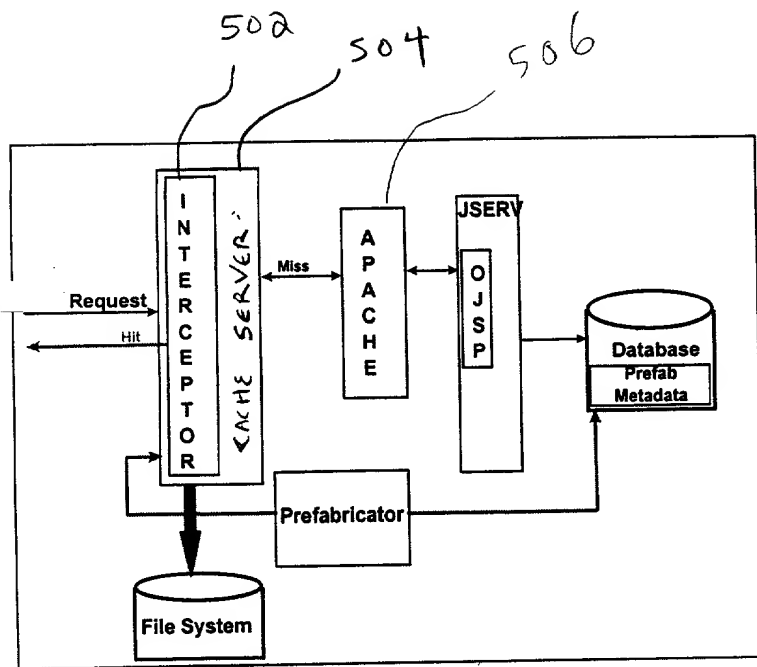 502
504
506
INTERCEPTOR
CACHE SERVER
Miss
APACHE
JSERV
OJSP
Request
Hit
Database
Prefab
Metadata
Prefabricator
File System